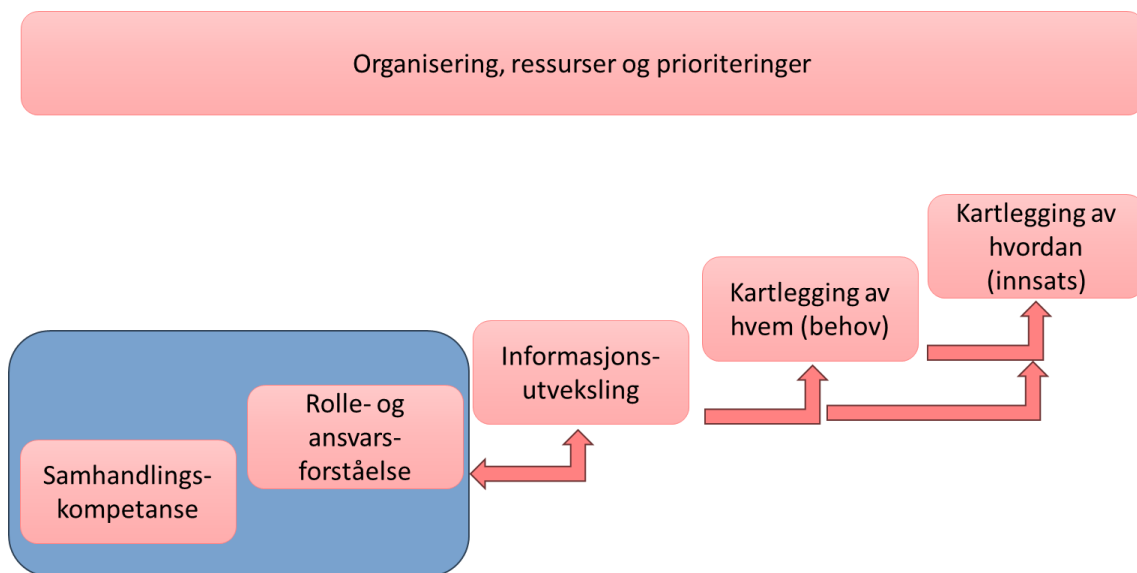 Organisering, ressurser og prioriteringer
Kartlegging av
hvordan
(innsats)
Kartlegging av
hvem (behov)
Informasjons-
utveksling
Rolle- og
ansvars-
forståelse
Samhandlings-
kompetanse